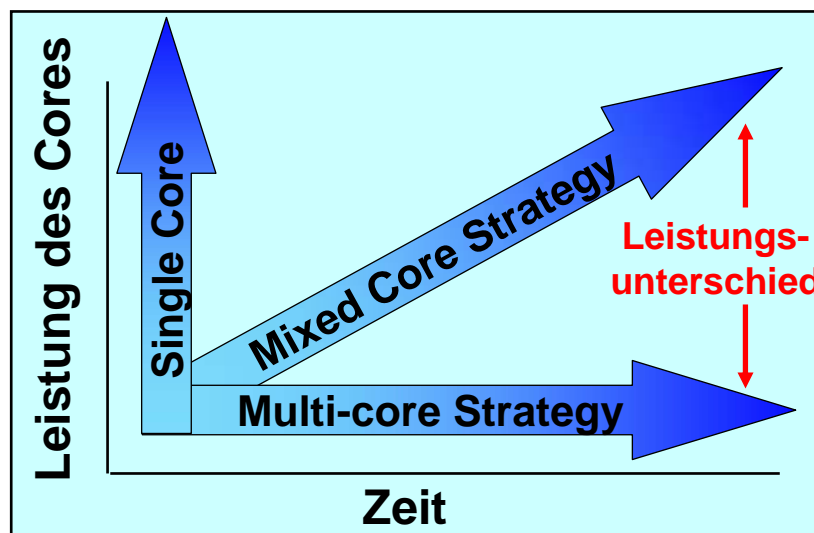 Leistung des Cores
Single Core
Mixed Core Strategy
Leistungs-
unterschied
Multi-core Strategy
Zeit